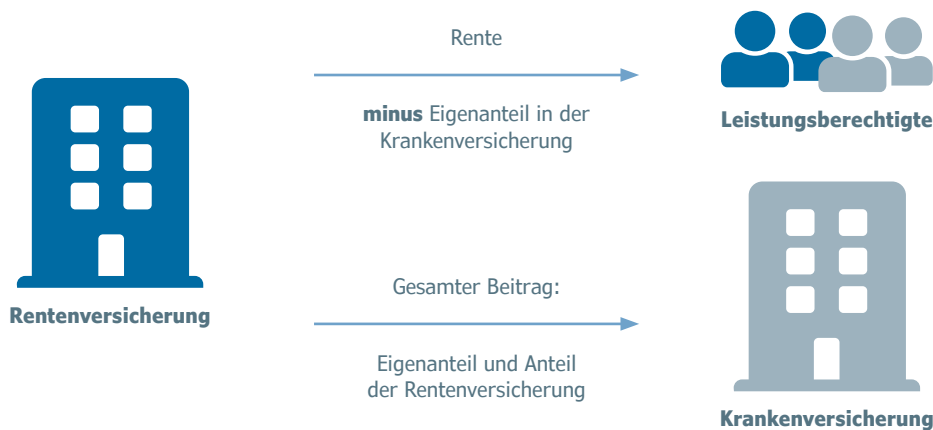 Rente
minus Eigenanteil in der
Krankenversicherung
Leistungsberechtigte
Rentenversicherung
Gesamter Beitrag:
Eigenanteil und Anteil
der Rentenversicherung
Krankenversicherung